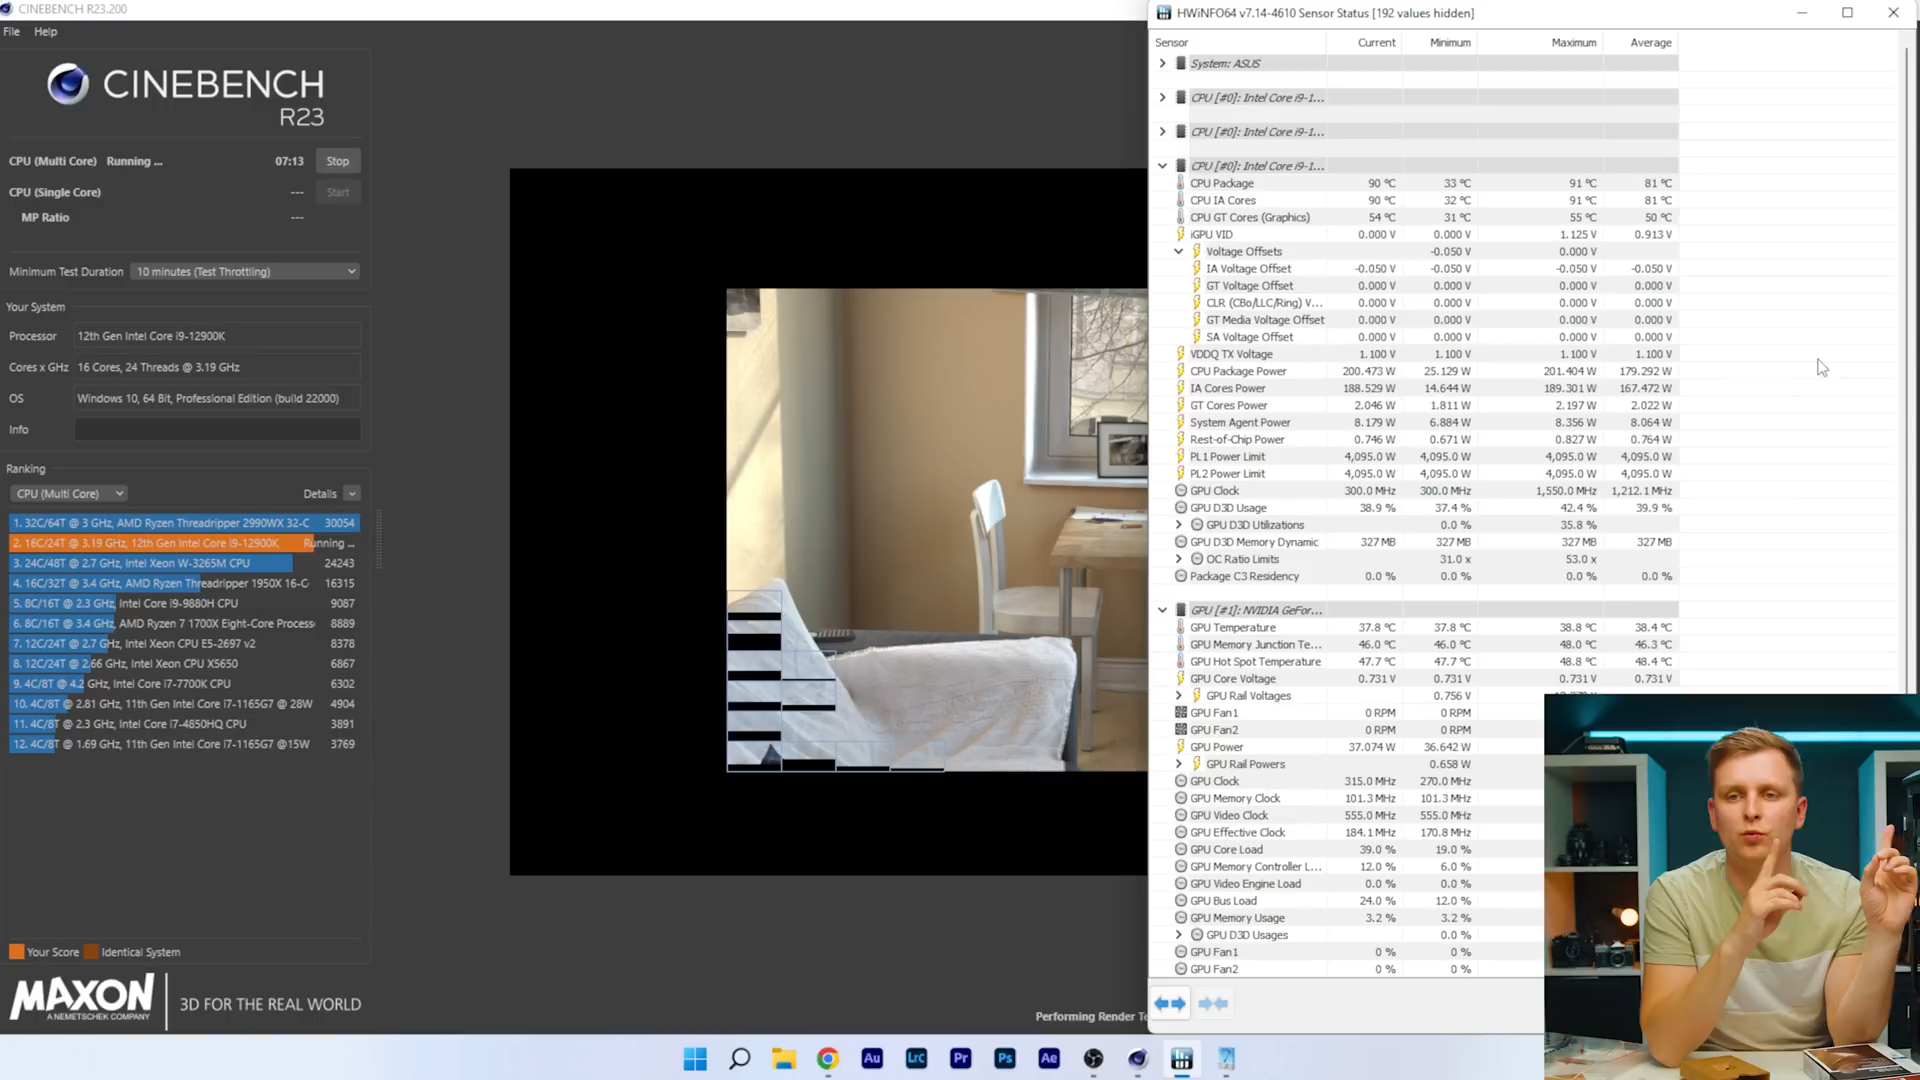 CINEBENCH R23.200
File Help
CINEBENCH
R23
CPU (Multi Core) Running ... 07:13 Stop
CPU (Single Core) --- Start
MP Ratio ---
Minimum Test Duration 10 minutes (Test Throttling)
Your System
Processor 12th Gen Intel Core i9-12900K
Cores x GHz 16 Cores, 24 Threads @ 3.19 GHz
OS Windows 10, 64 Bit, Professional Edition (build 22000)
Info
Ranking
CPU (Multi Core) Details
1. 32C/64T @ 3 GHz, AMD Ryzen Threadripper 2990WX 32-C 30054
2. 16C/24T @ 3.19 GHz, 12th Gen Intel Core i9-12900K Running ...
3. 24C/48T @ 2.7 GHz, Intel Xeon W-3265M CPU 24243
4. 16C/32T @ 3.4 GHz, AMD Ryzen Threadripper 1950X 16-C 16315
5. 8C/16T @ 2.3 GHz, Intel Core i9-9880H CPU 9087
6. 8C/16T @ 3.4 GHz, AMD Ryzen 7 1700X Eight-Core Process 8889
7. 12C/24T @ 2.7 GHz, Intel Xeon CPU E5-2697 v2 8378
8. 12C/24T @ 2.66 GHz, Intel Xeon CPU X5650 6867
9. 4C/8T @ 4.2 GHz, Intel Core i7-7700K CPU 6302
10. 4C/8T @ 2.81 GHz, 11th Gen Intel Core i7-1165G7 @ 28W 4904
11. 4C/8T @ 2.3 GHz, Intel Core i7-4850HQ CPU 3891
12. 4C/8T @ 1.69 GHz, 11th Gen Intel Core i7-1165G7 @15W 3769
Your Score Identical System
MAXON
A NEMETSCHEK COMPANY
3D FOR THE REAL WORLD
Performing Render Te
HWiNFO64 v7.14-4610 Sensor Status [192 values hidden]
Sensor Current Minimum Maximum Average
System: ASUS
CPU [#0]: Intel Core i9-1...
CPU [#0]: Intel Core i9-1...
CPU [#0]: Intel Core i9-1...
CPU Package 90 °C 33 °C 91 °C 81 °C
CPU IA Cores 90 °C 32 °C 91 °C 81 °C
CPU GT Cores (Graphics) 54 °C 31 °C 55 °C 50 °C
iGPU VID 0.000 V 0.000 V 1.125 V 0.913 V
Voltage Offsets -0.050 V 0.000 V
IA Voltage Offset -0.050 V -0.050 V -0.050 V -0.050 V
GT Voltage Offset 0.000 V 0.000 V 0.000 V 0.000 V
CLR (CBo/LLC/Ring) V... 0.000 V 0.000 V 0.000 V 0.000 V
GT Media Voltage Offset 0.000 V 0.000 V 0.000 V 0.000 V
SA Voltage Offset 0.000 V 0.000 V 0.000 V 0.000 V
VDDQ TX Voltage 1.100 V 1.100 V 1.100 V 1.100 V
CPU Package Power 200.473 W 25.129 W 201.404 W 179.292 W
IA Cores Power 188.529 W 14.644 W 189.301 W 167.472 W
GT Cores Power 2.046 W 1.811 W 2.197 W 2.022 W
System Agent Power 8.179 W 6.884 W 8.356 W 8.064 W
Rest-of-Chip Power 0.746 W 0.671 W 0.827 W 0.764 W
PL1 Power Limit 4,095.0 W 4,095.0 W 4,095.0 W 4,095.0 W
PL2 Power Limit 4,095.0 W 4,095.0 W 4,095.0 W 4,095.0 W
GPU Clock 300.0 MHz 300.0 MHz 1,550.0 MHz 1,212.1 MHz
GPU D3D Usage 38.9 % 37.4 % 42.4 % 39.9 %
GPU D3D Utilizations 0.0 % 35.8 %
GPU D3D Memory Dynamic 327 MB 327 MB 327 MB 327 MB
OC Ratio Limits 31.0 x 53.0 x
Package C3 Residency 0.0 % 0.0 % 0.0 % 0.0 %
GPU [#1]: NVIDIA GeFor...
GPU Temperature 37.8 °C 37.8 °C 38.8 °C 38.4 °C
GPU Memory Junction Te... 46.0 °C 46.0 °C 48.0 °C 46.3 °C
GPU Hot Spot Temperature 47.7 °C 47.7 °C 48.8 °C 48.4 °C
GPU Core Voltage 0.731 V 0.731 V 0.731 V 0.731 V
GPU Rail Voltages 0.756 V
GPU Fan1 0 RPM 0 RPM
GPU Fan2 0 RPM 0 RPM
GPU Power 37.074 W 36.642 W
GPU Rail Powers 0.658 W
GPU Clock 315.0 MHz 270.0 MHz
GPU Memory Clock 101.3 MHz 101.3 MHz
GPU Video Clock 555.0 MHz 555.0 MHz
GPU Effective Clock 184.1 MHz 170.8 MHz
GPU Core Load 39.0 % 19.0 %
GPU Memory Controller L... 12.0 % 6.0 %
GPU Video Engine Load 0.0 % 0.0 %
GPU Bus Load 24.0 % 12.0 %
GPU Memory Usage 3.2 % 3.2 %
GPU D3D Usages 0.0 %
GPU Fan1 0 % 0 %
GPU Fan2 0 % 0 %
Au LrC Pr Ps Ae